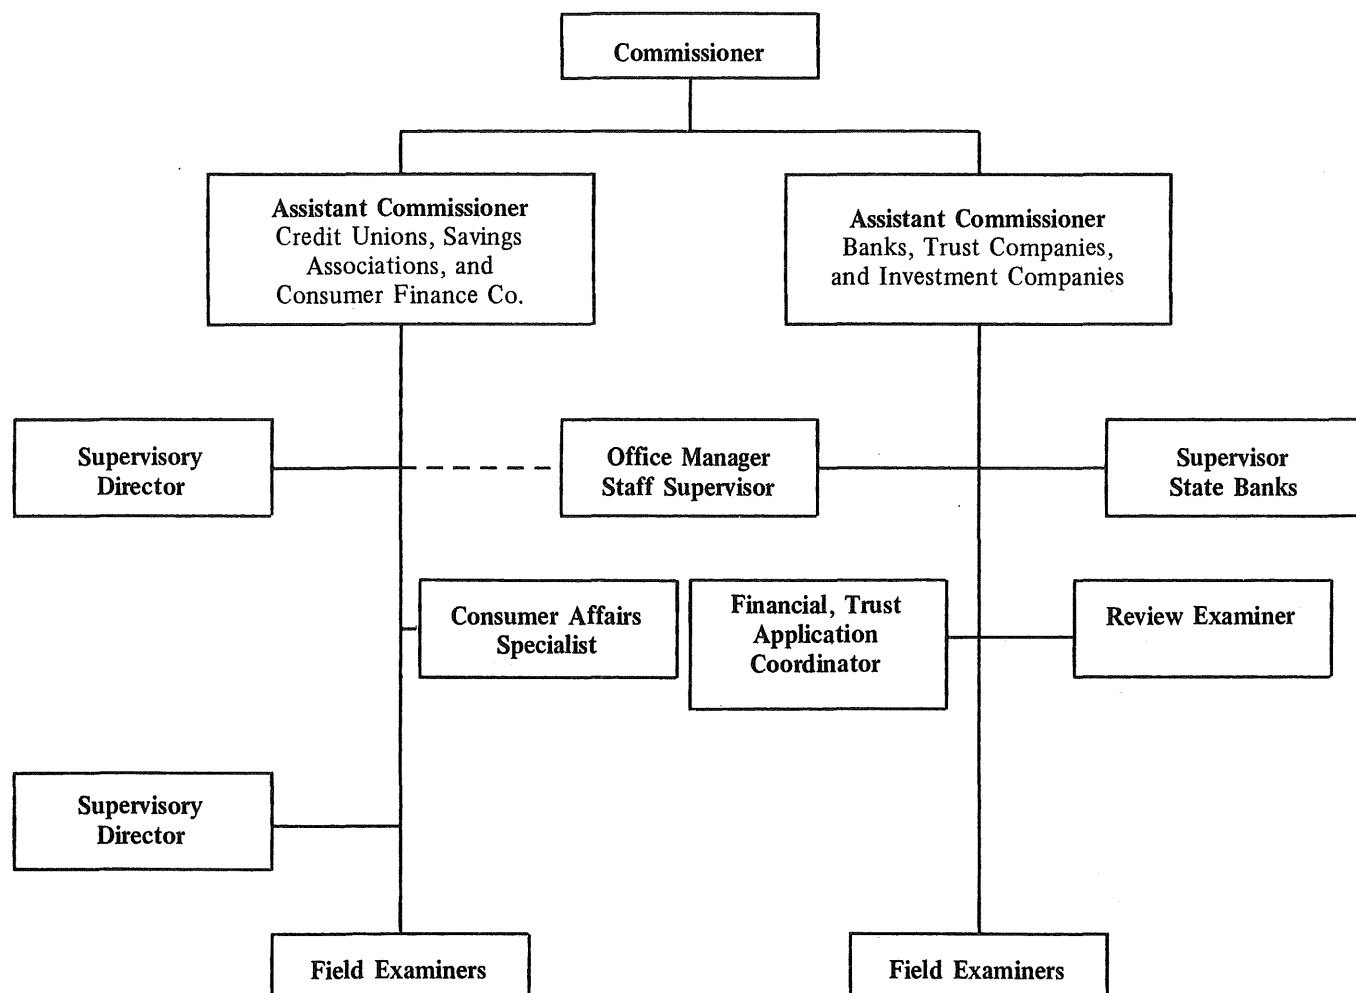 Commissioner
Assistant Commissioner
Credit Unions, Savings
Associations, and
Consumer Finance Co.
Assistant Commissioner
Banks, Trust Companies,
and Investment Companies
Supervisory
Director
Office Manager
Staff Supervisor
Supervisor
State Banks
Consumer Affairs
Specialist
Financial, Trust
Application
Coordinator
Review Examiner
Supervisory
Director
Field Examiners
Field Examiners